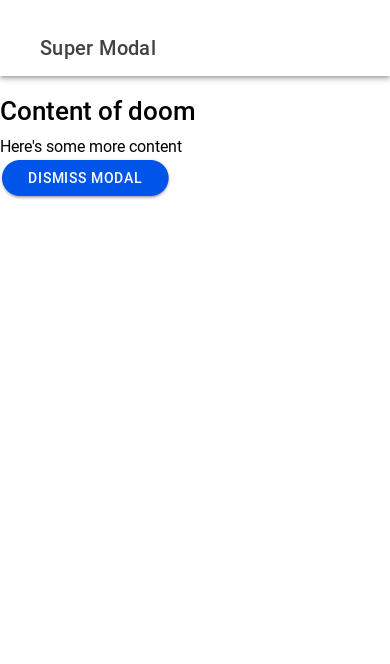 Super Modal
Content of doom
Here's some more content
DISMISS MODAL